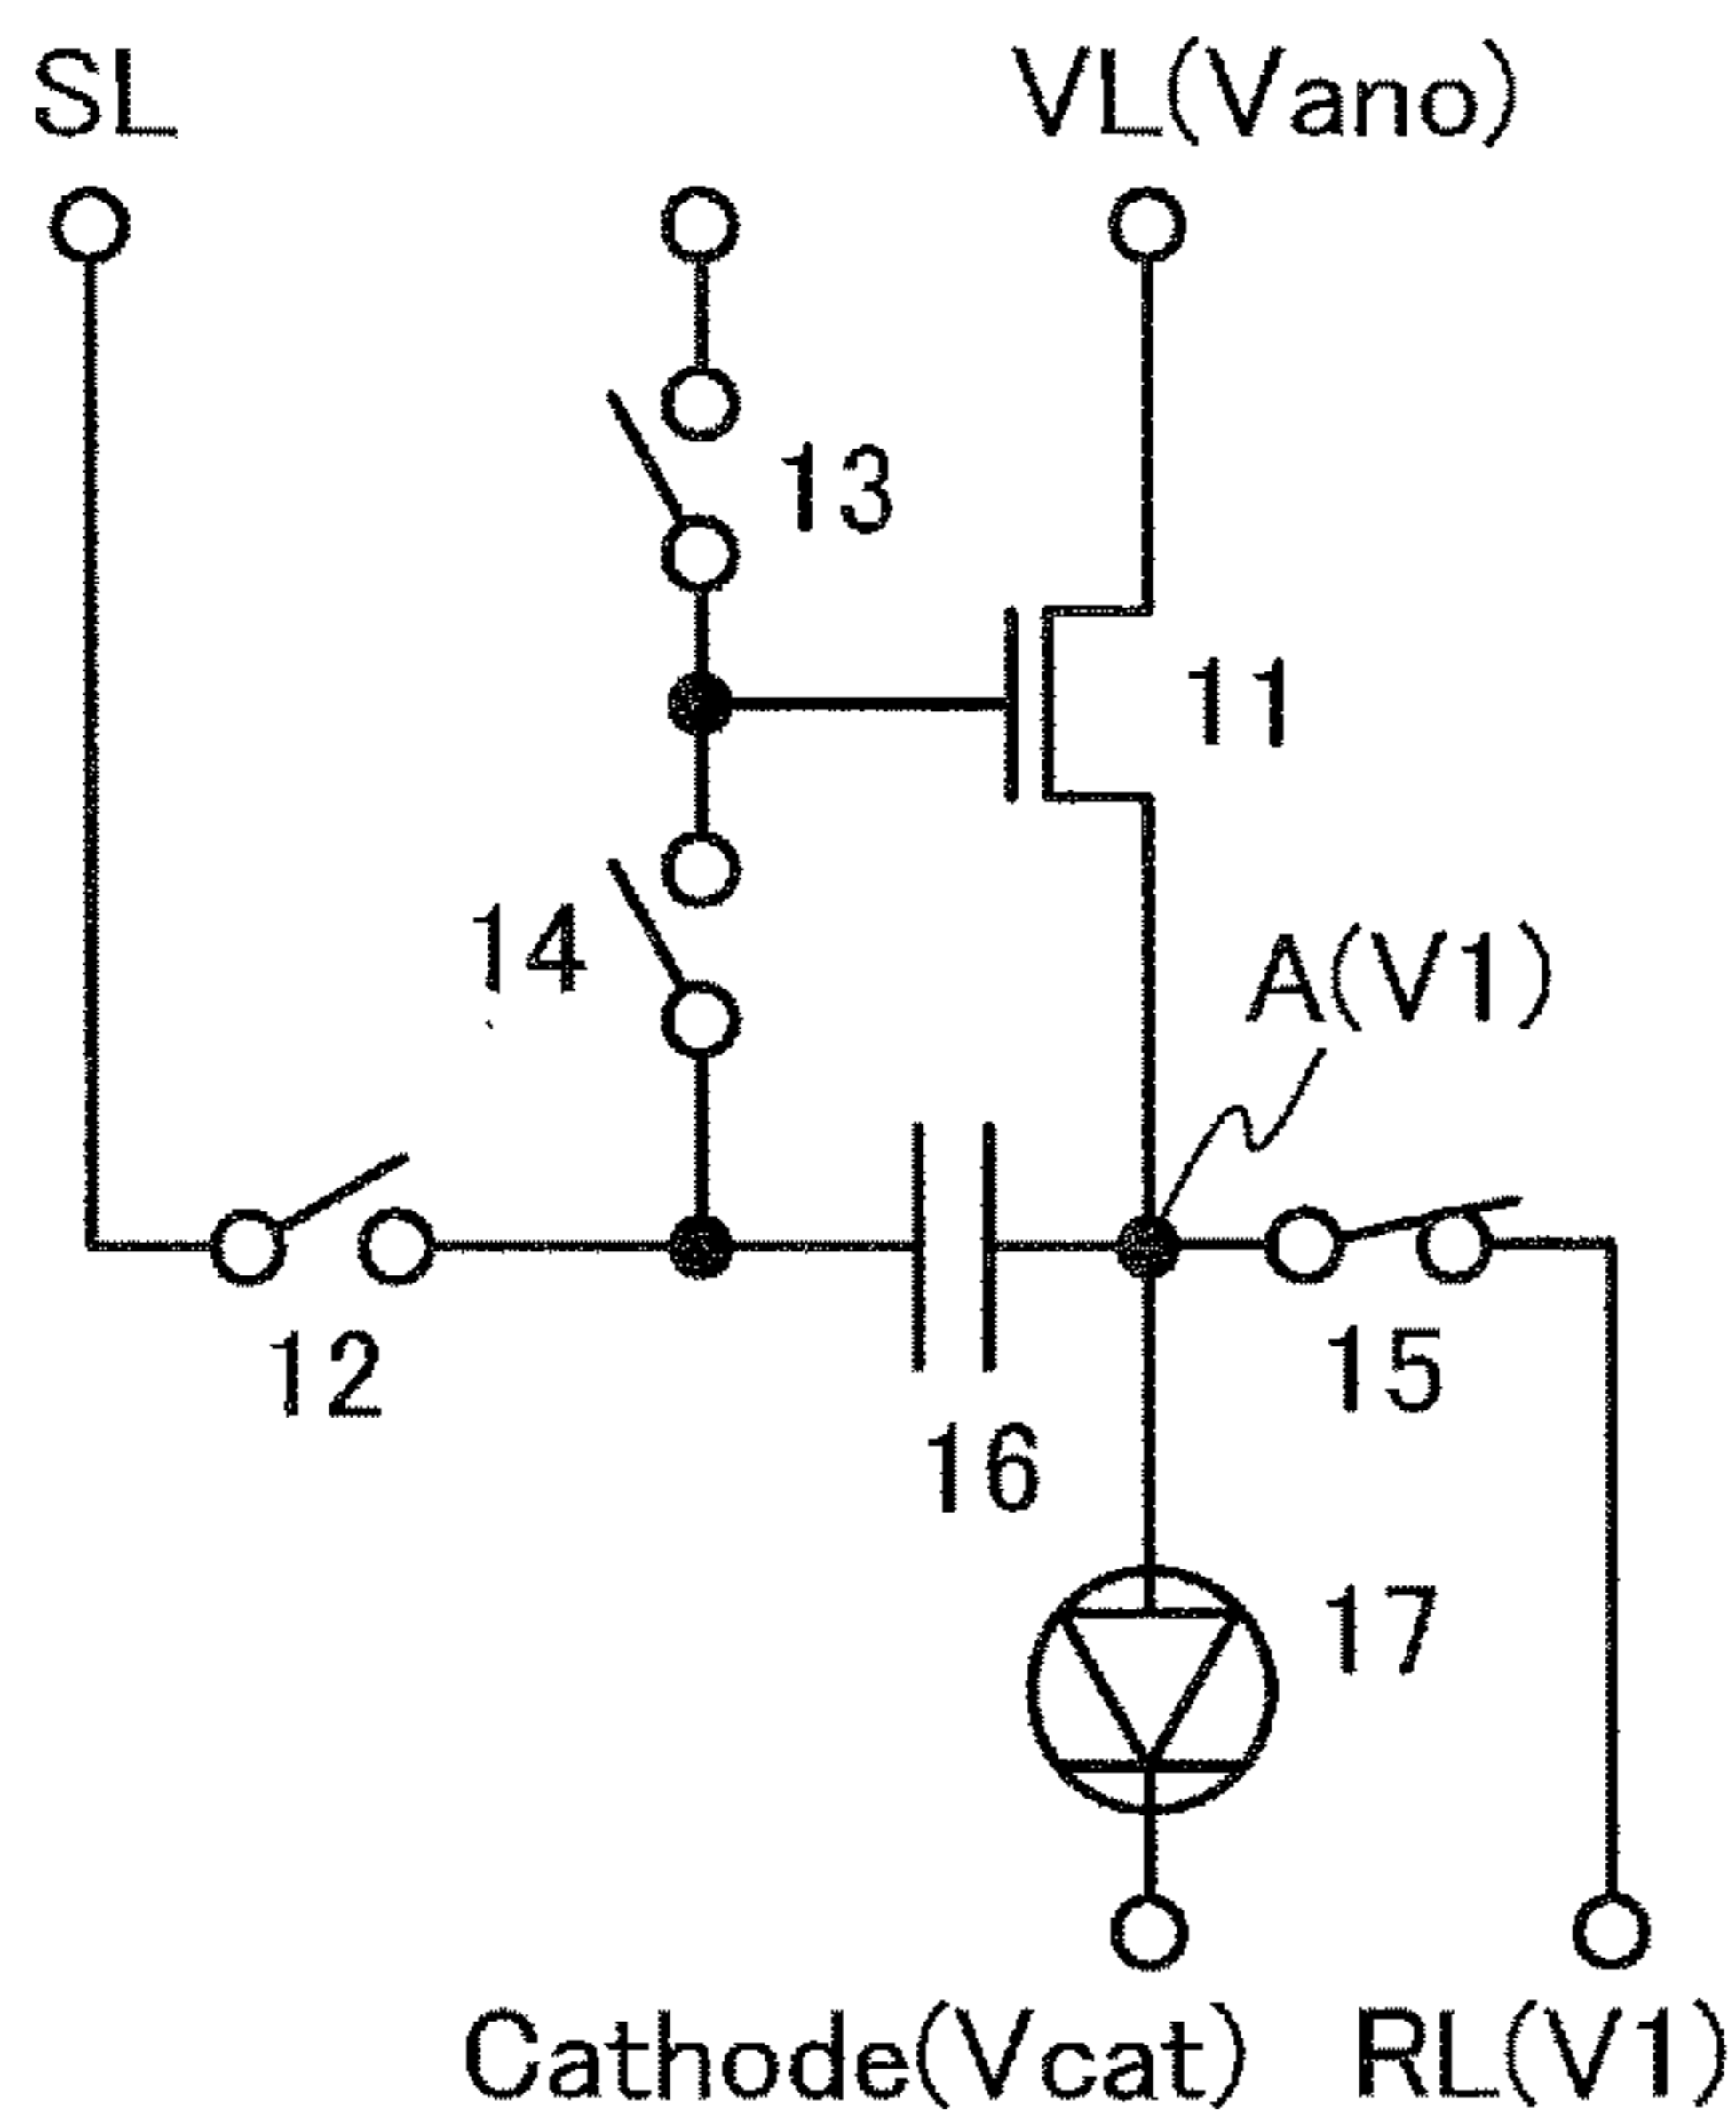 SL
VL(Vano)
13
11
14
A(V1)
12
15
16
17
Cathode(Vcat)
RL(V1)